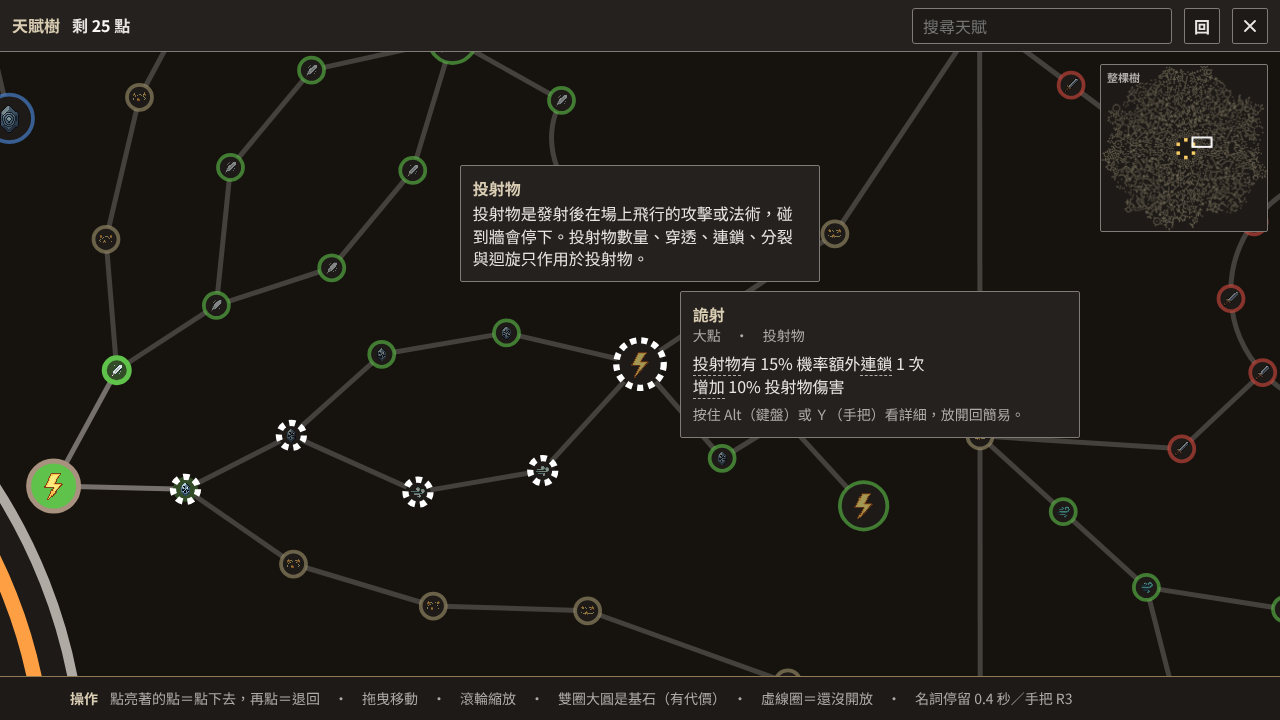 天賦樹 剩 25 點
搜尋天賦
回
整棵樹
投射物
投射物是發射後在場上飛行的攻擊或法術，碰
到牆會停下。投射物數量、穿透、連鎖、分裂
與迴旋只作用於投射物。
詭射
大點 • 投射物
投射物有 15% 機率額外連鎖 1 次
增加 10% 投射物傷害
按住 Alt（鍵盤）或 Y（手把）看詳細，放開回簡易。
操作 點亮著的點＝點下去，再點＝退回 • 拖曳移動 • 滾輪縮放 • 雙圈大圓是基石（有代價） • 虛線圈＝還沒開放 • 名詞停留 0.4 秒／手把 R3